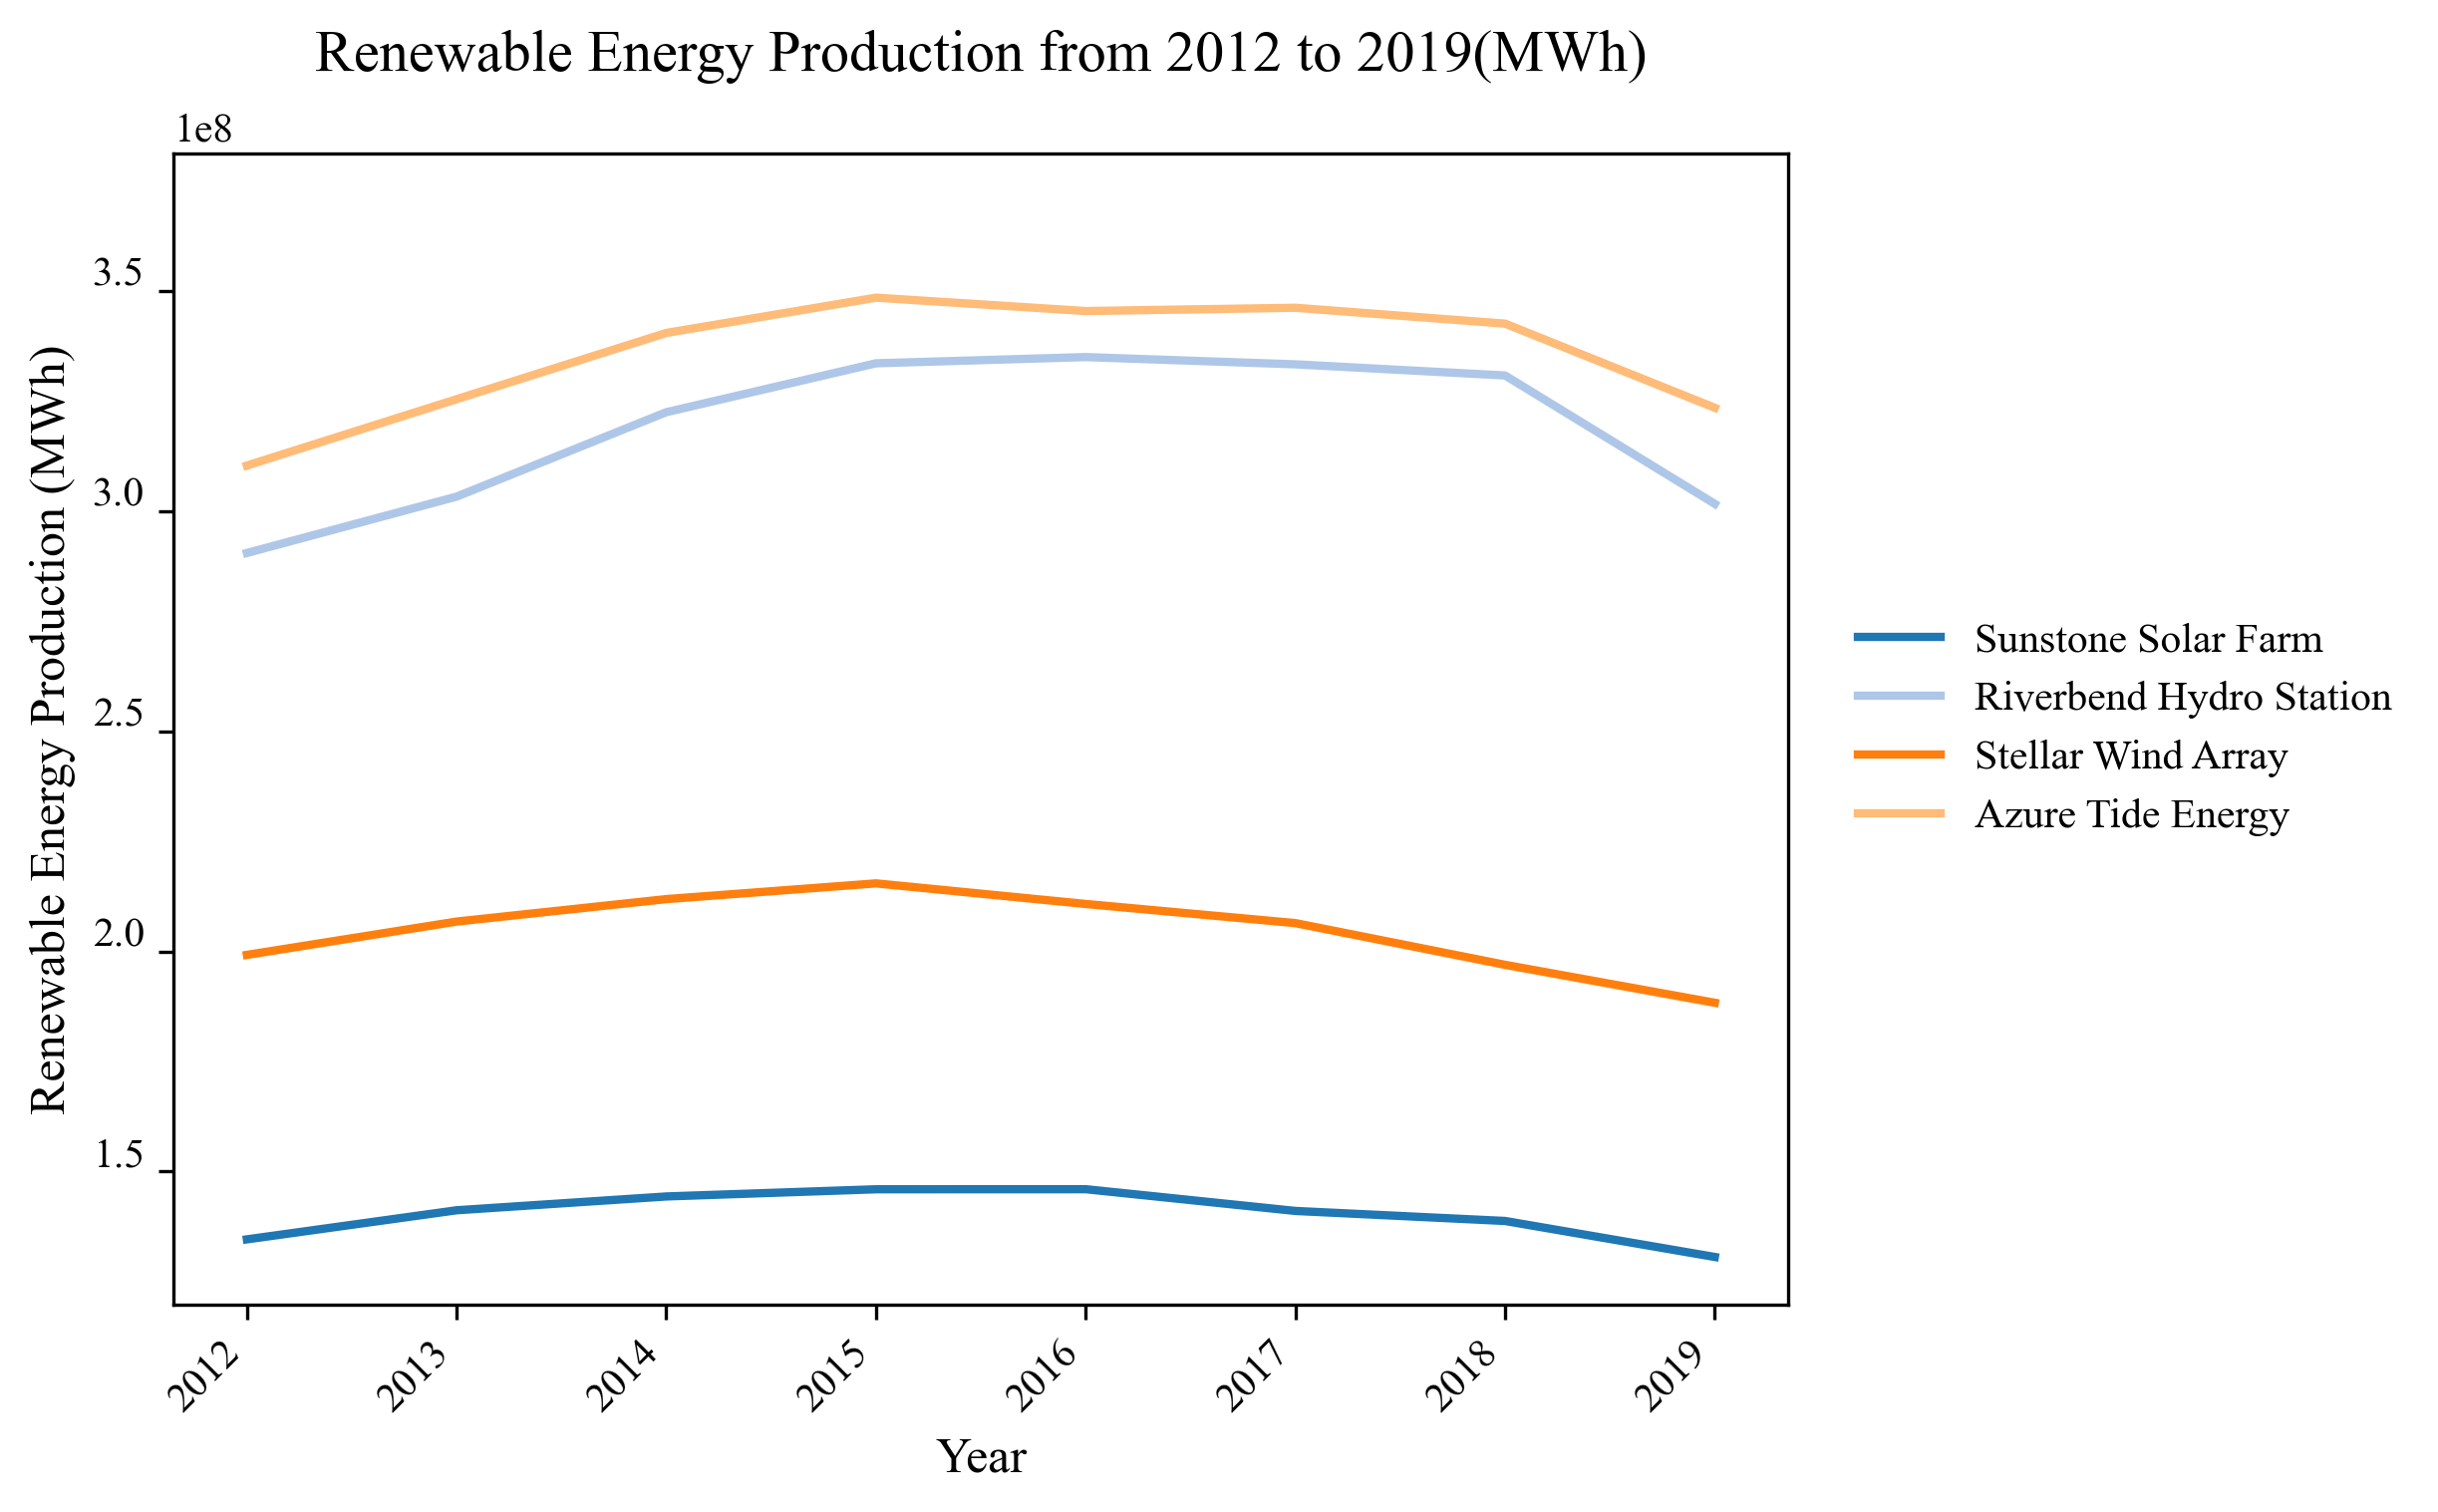 Renewable Energy Production from 2012 to 2019(MWh)
1e8
Renewable Energy Production (MWh)
3.5
3.0
2.5
2.0
1.5
2012
2013
2014
2015
2016
2017
2018
2019
Year
Sunstone Solar Farm
Riverbend Hydro Station
Stellar Wind Array
Azure Tide Energy